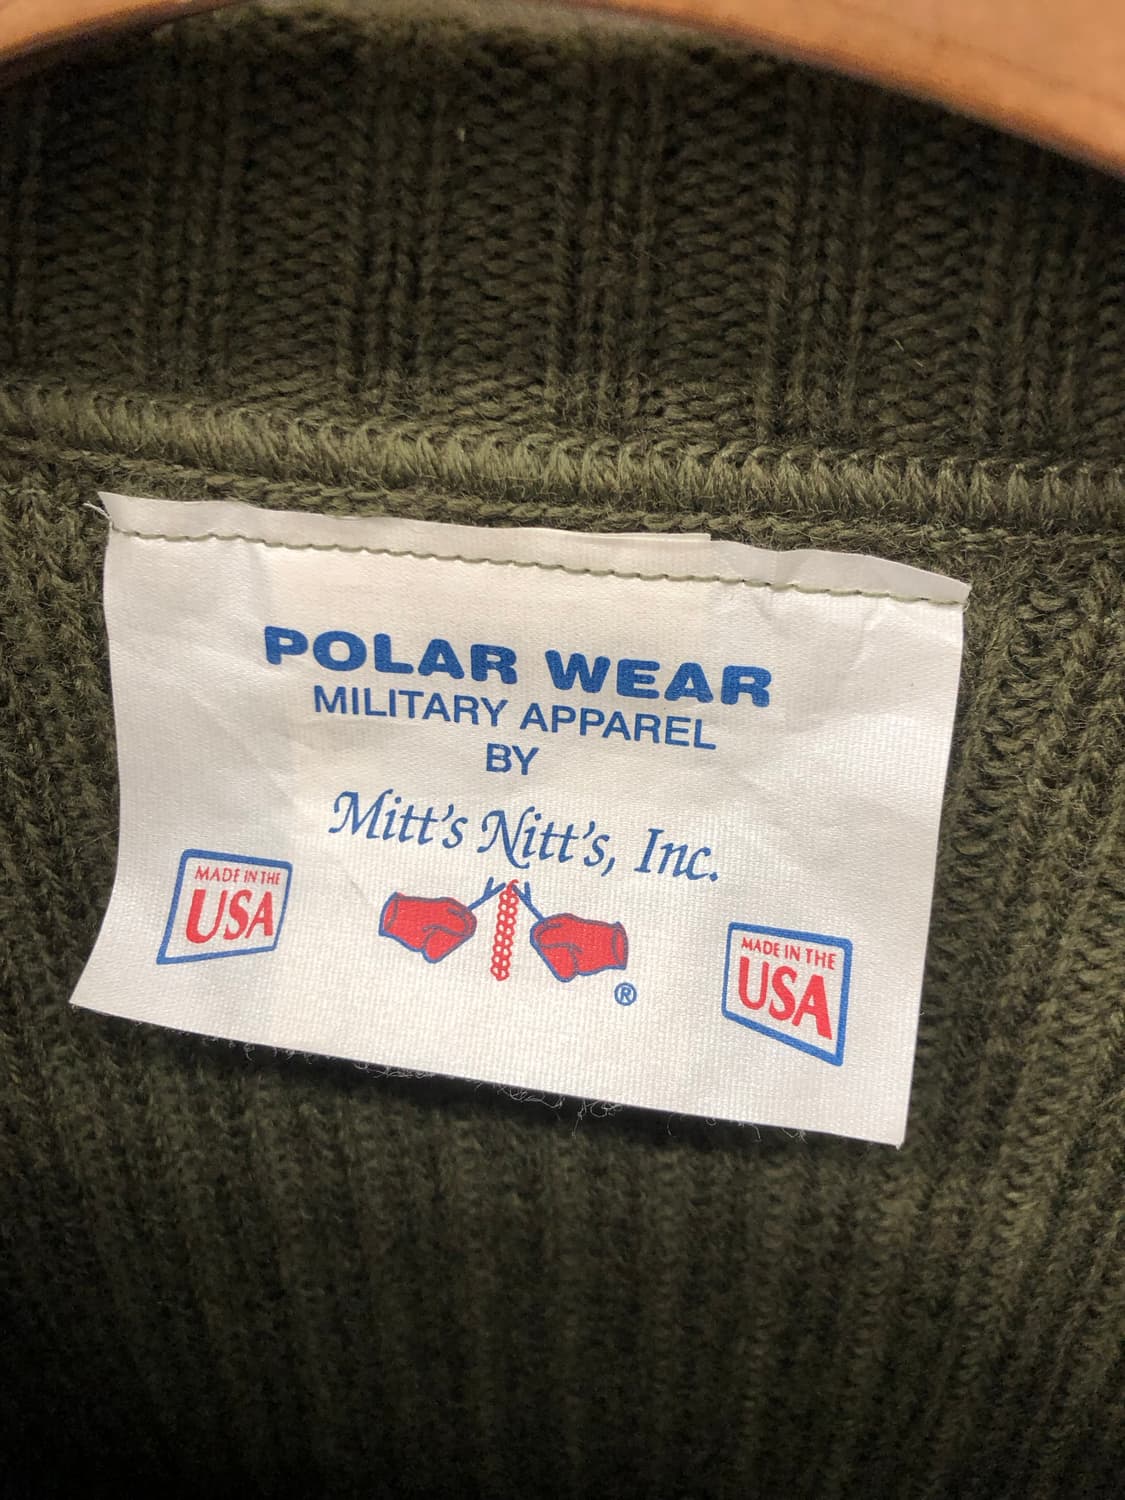 POLAR WEAR
MILITARY APPAREL
BY
Mitt's Nitt's, Inc.
MADE IN THE
USA
®
MADE IN THE
USA